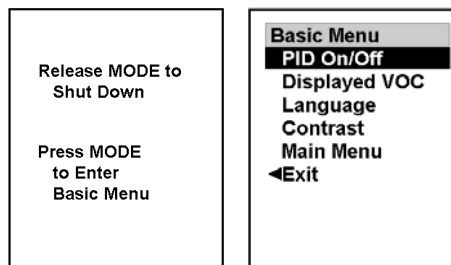 Release MODE to
Shut Down
Press MODE
to Enter
Basic Menu
Basic Menu
PID On/Off
Displayed VOC
Language
Contrast
Main Menu
◄Exit